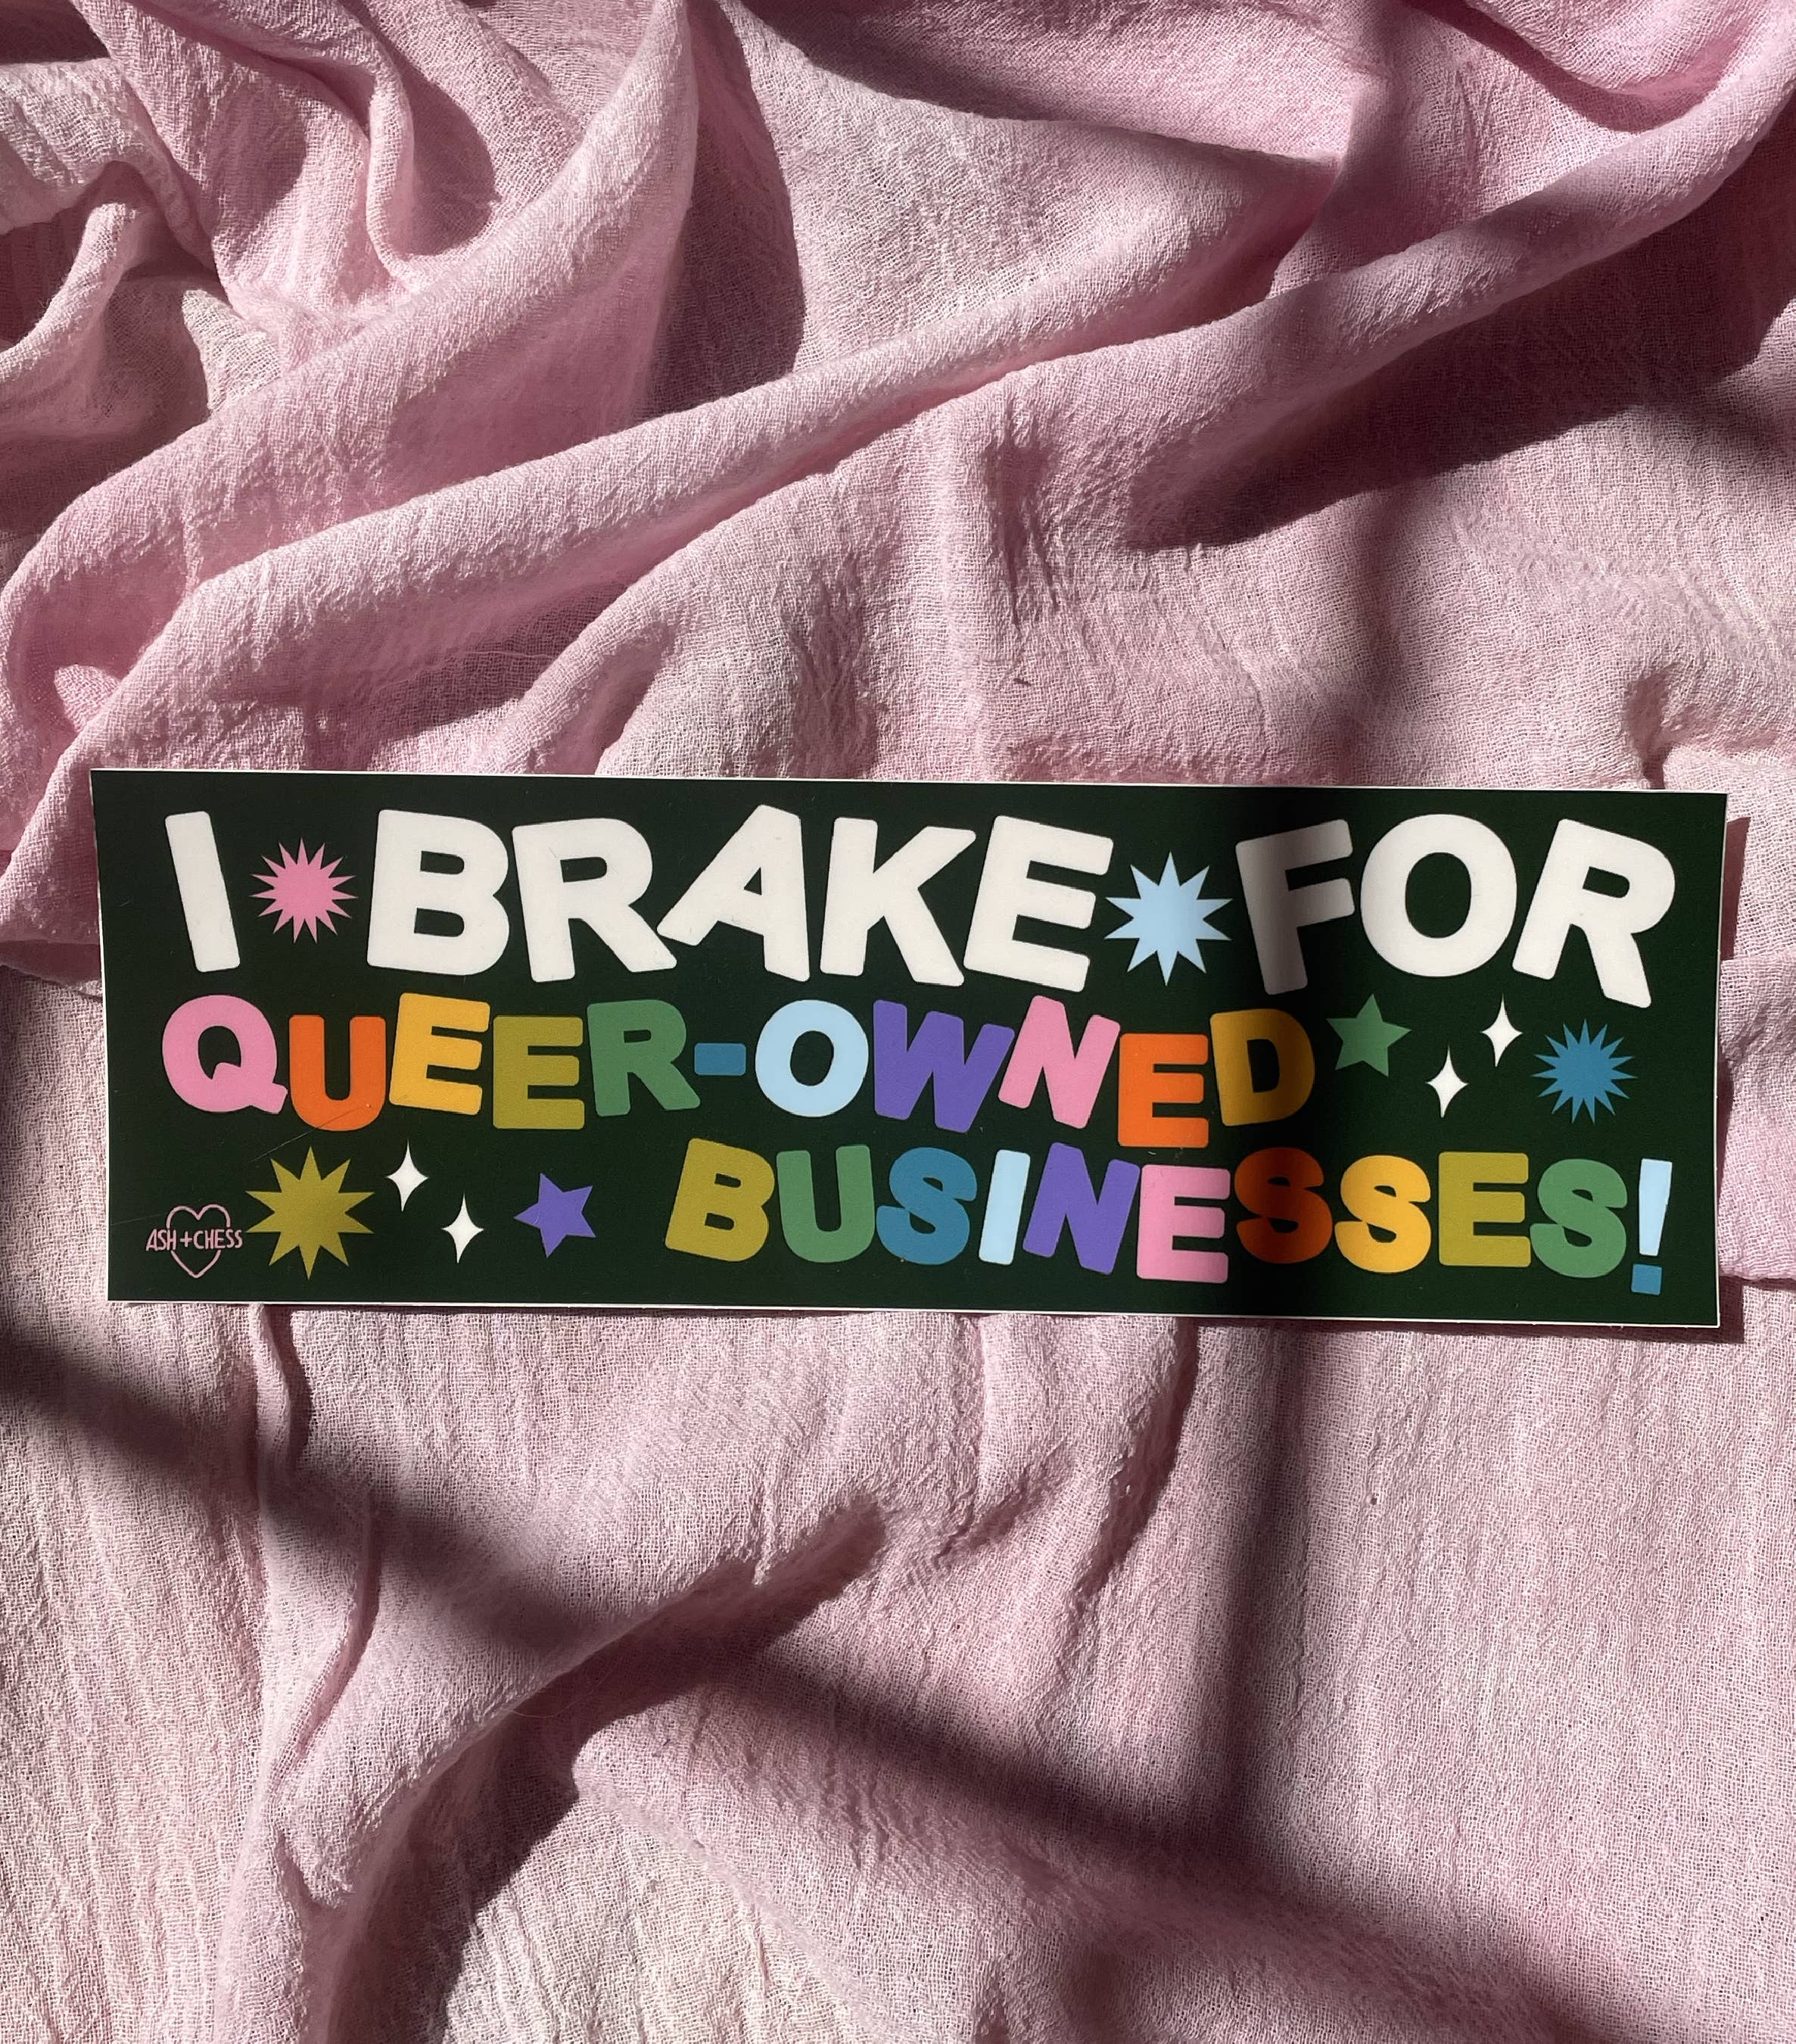 I BRAKE FOR
QUEER-OWNED
BUSINESSES!
ASH+CHESS